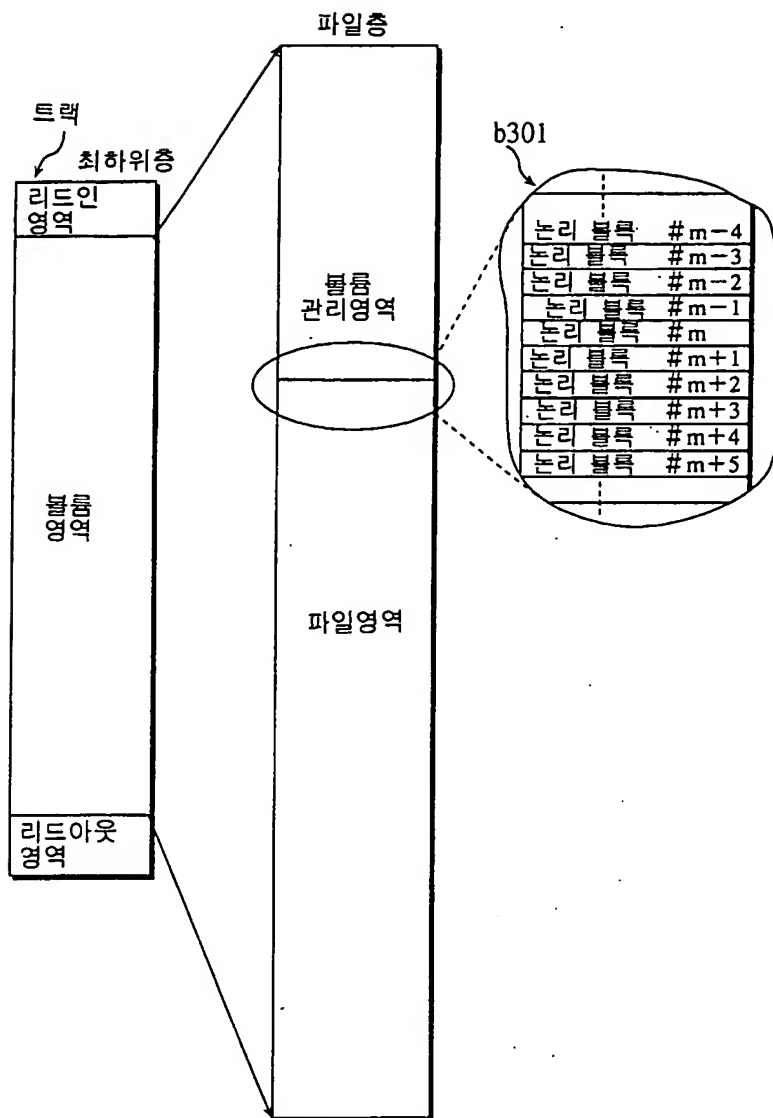 파일층
트랙
최하위층
리드인
영역
b301
논리 블록 #m−4
논리 블록 #m−3
논리 블록 #m−2
논리 블록 #m−1
논리 블록 #m
논리 블록 #m+1
논리 블록 #m+2
논리 블록 #m+3
논리 블록 #m+4
논리 블록 #m+5
볼륨
관리영역
볼륨
영역
파일영역
리드아웃
영역